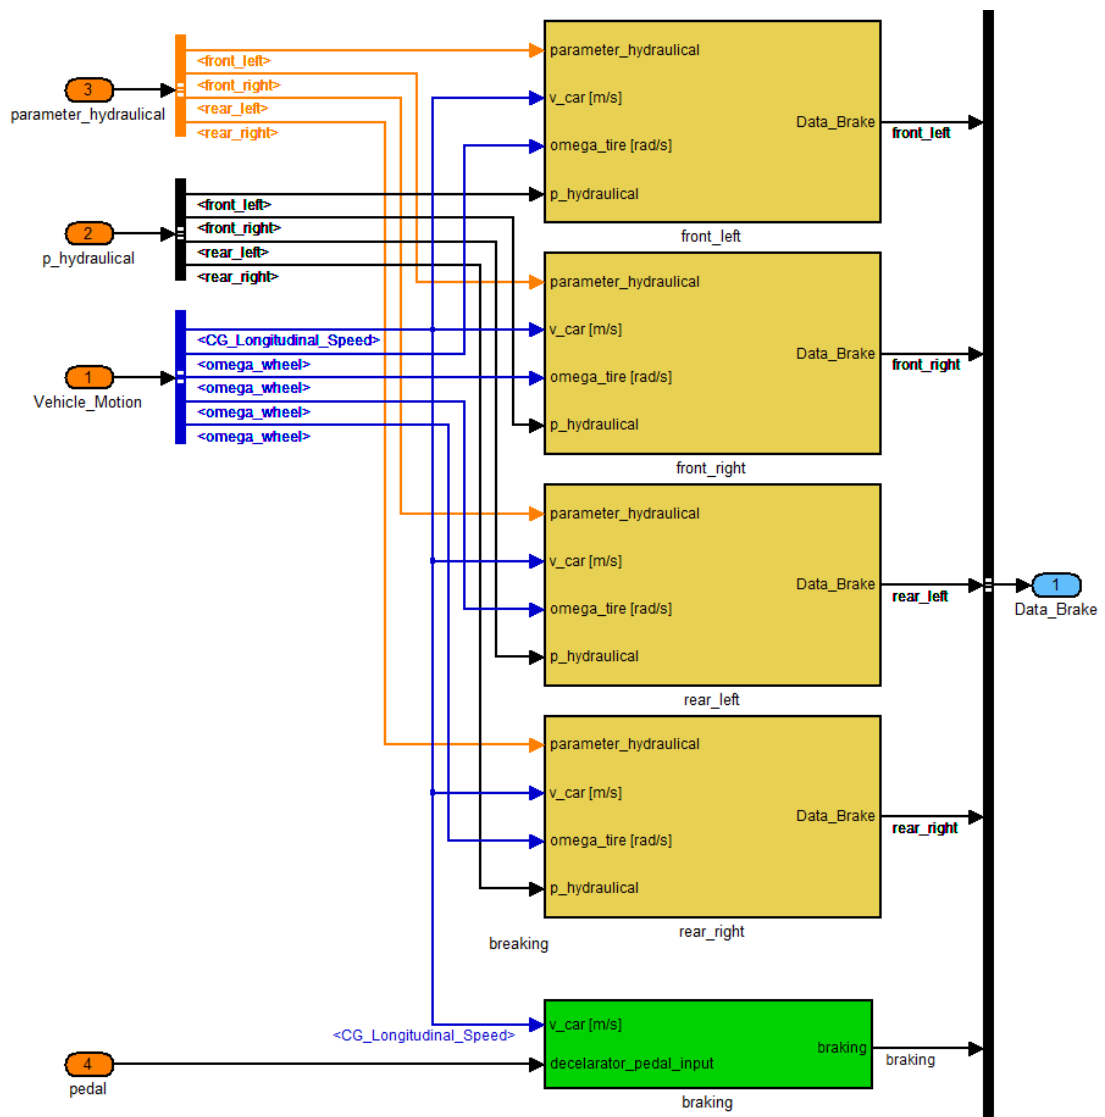 3
parameter_hydraulical
<front_left>
<front_right>
<rear_left>
<rear_right>
2
p_hydraulical
<front_left>
<front_right>
<rear_left>
<rear_right>
1
Vehicle_Motion
<CG_Longitudinal_Speed>
<omega_wheel>
<omega_wheel>
<omega_wheel>
<omega_wheel>
parameter_hydraulical
v_car [m/s]
omega_tire [rad/s]
p_hydraulical
Data_Brake
front_left
front_left
parameter_hydraulical
v_car [m/s]
omega_tire [rad/s]
p_hydraulical
Data_Brake
front_right
front_right
parameter_hydraulical
v_car [m/s]
omega_tire [rad/s]
p_hydraulical
Data_Brake
rear_left
rear_left
1
Data_Brake
parameter_hydraulical
v_car [m/s]
omega_tire [rad/s]
p_hydraulical
Data_Brake
rear_right
rear_right
breaking
<CG_Longitudinal_Speed>
4
pedal
v_car [m/s]
decelarator_pedal_input
braking
braking
braking